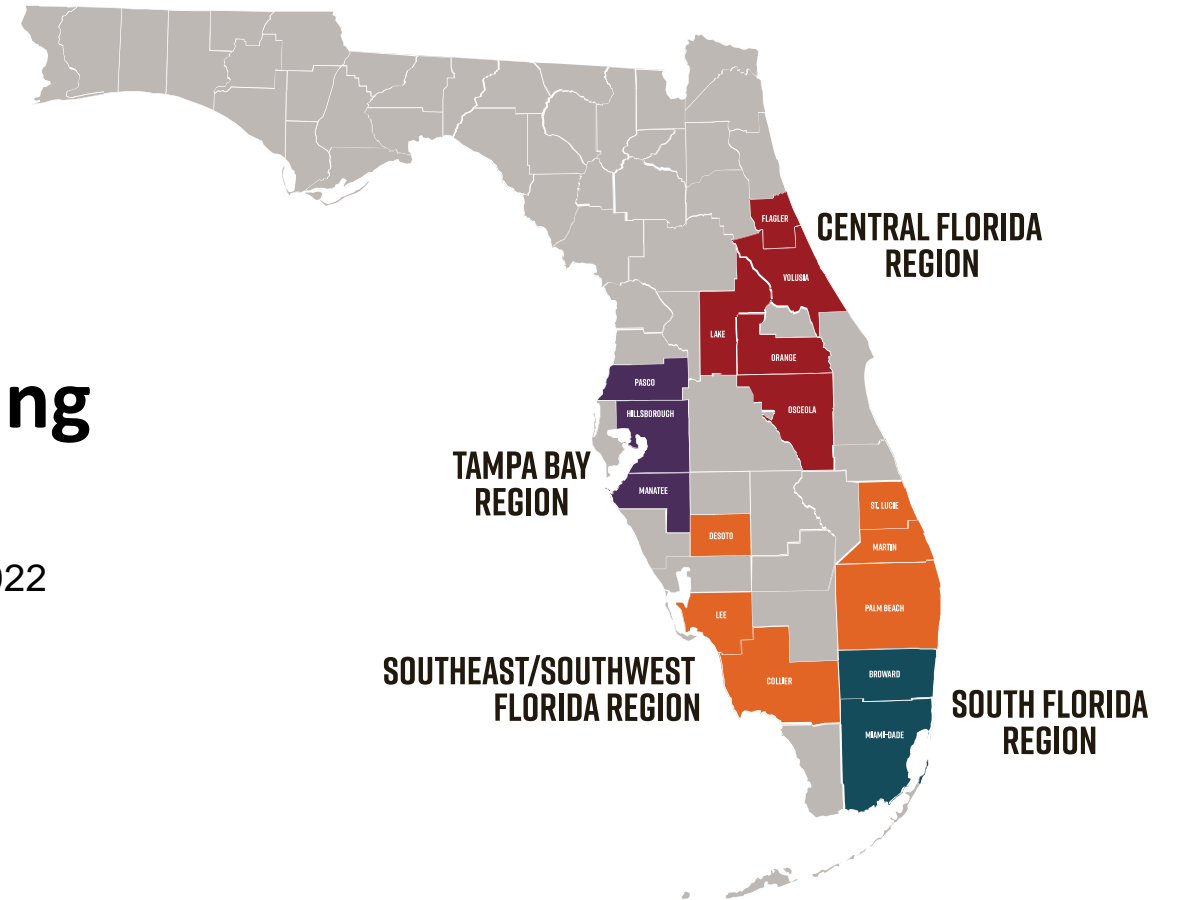 FLAGLER
CENTRAL FLORIDA
REGION
VOLUSIA
LAKE
ORANGE
PASCO
OSCEOLA
ng
HILLSBOROUGH
TAMPA BAY
REGION
MANATEE
ST. LUCIE
DESOTO
MARTIN
022
PALM BEACH
LEE
SOUTHEAST/SOUTHWEST
FLORIDA REGION
COLLIER
BROWARD
SOUTH FLORIDA
REGION
MIAMI-DADE